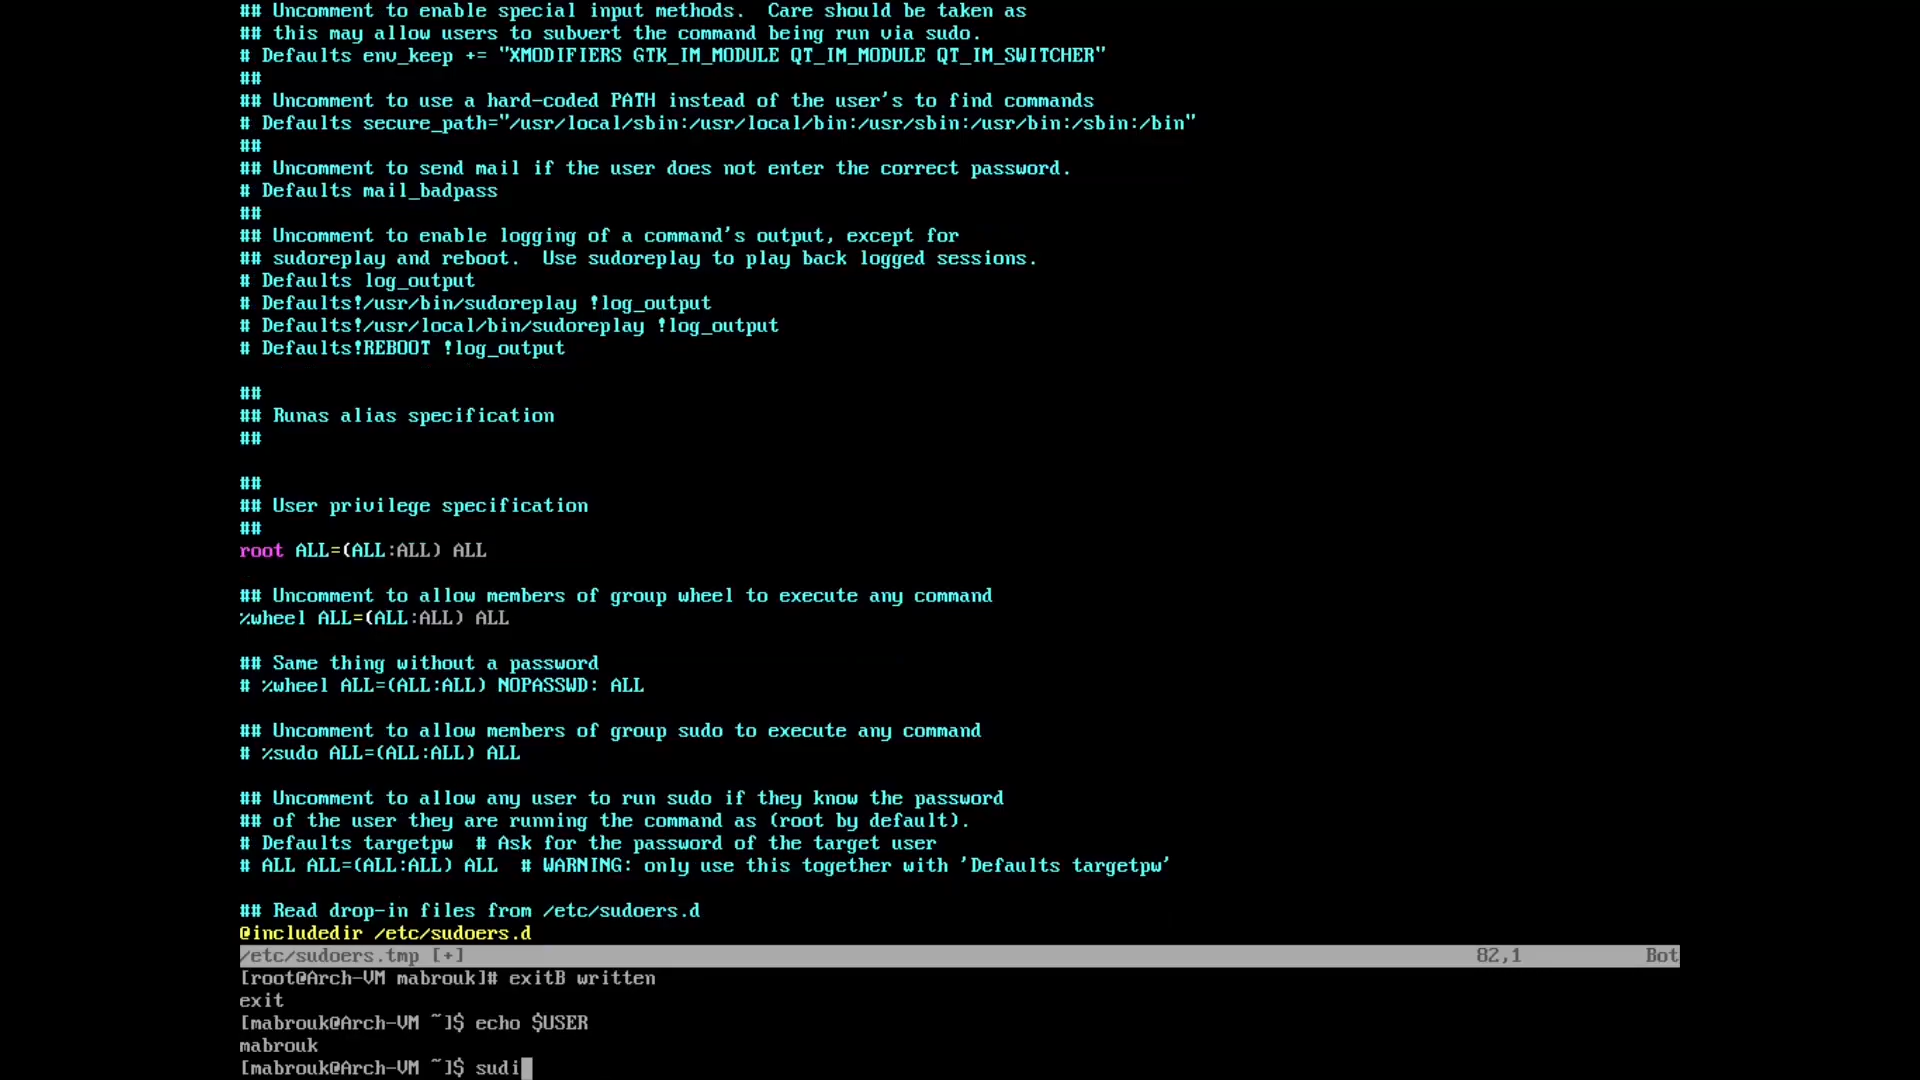 ## Uncomment to enable special input methods.  Care should be taken as
## this may allow users to subvert the command being run via sudo.
# Defaults env_keep += "XMODIFIERS GTK_IM_MODULE QT_IM_MODULE QT_IM_SWITCHER"
##
## Uncomment to use a hard-coded PATH instead of the user's to find commands
# Defaults secure_path="/usr/local/sbin:/usr/local/bin:/usr/sbin:/usr/bin:/sbin:/bin"
##
## Uncomment to send mail if the user does not enter the correct password.
# Defaults mail_badpass
##
## Uncomment to enable logging of a command's output, except for
## sudoreplay and reboot.  Use sudoreplay to play back logged sessions.
# Defaults log_output
# Defaults!/usr/bin/sudoreplay !log_output
# Defaults!/usr/local/bin/sudoreplay !log_output
# Defaults!REBOOT !log_output
##
## Runas alias specification
##
##
## User privilege specification
##
root ALL=(ALL:ALL) ALL
## Uncomment to allow members of group wheel to execute any command
%wheel ALL=(ALL:ALL) ALL
## Same thing without a password
# %wheel ALL=(ALL:ALL) NOPASSWD: ALL
## Uncomment to allow members of group sudo to execute any command
# %sudo ALL=(ALL:ALL) ALL
## Uncomment to allow any user to run sudo if they know the password
## of the user they are running the command as (root by default).
# Defaults targetpw  # Ask for the password of the target user
# ALL ALL=(ALL:ALL) ALL  # WARNING: only use this together with 'Defaults targetpw'
## Read drop-in files from /etc/sudoers.d
@includedir /etc/sudoers.d
/etc/sudoers.tmp [+] 82,1 Bot
[root@Arch-VM mabrouk]# exitB written
exit
[mabrouk@Arch-VM ~]$ echo $USER
mabrouk
[mabrouk@Arch-VM ~]$ sudi